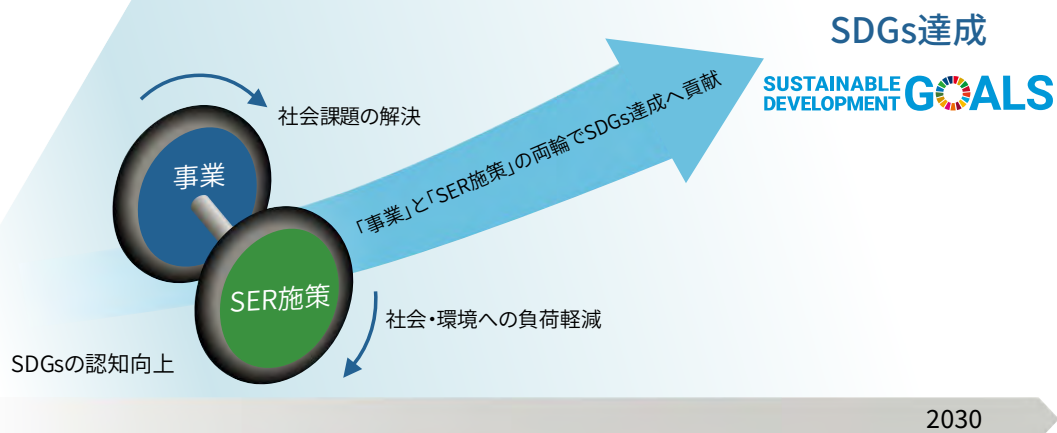 SDGs達成
SUSTAINABLE
DEVELOPMENT
GOALS
社会課題の解決
事業
「事業」と「SER施策」の両輪でSDGs達成へ貢献
SER施策
社会・環境への負荷軽減
SDGsの認知向上
2030